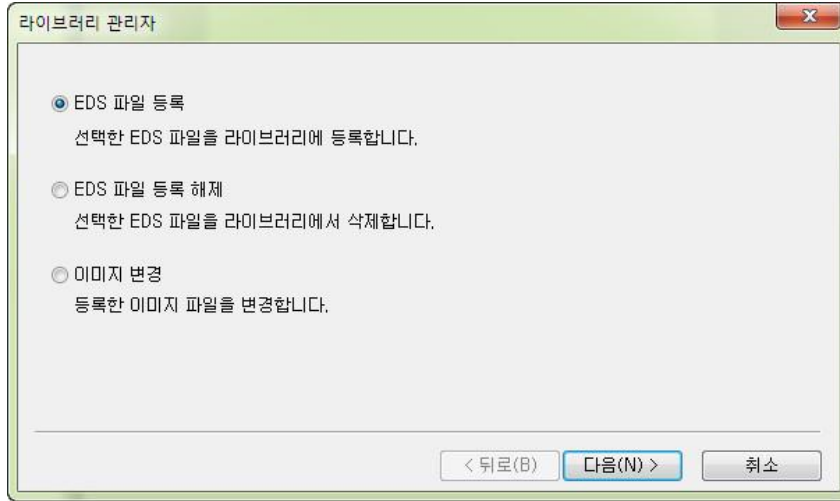 라이브러리 관리자
EDS 파일 등록
선택한 EDS 파일을 라이브러리에 등록합니다.
EDS 파일 등록 해제
선택한 EDS 파일을 라이브러리에서 삭제합니다.
이미지 변경
등록한 이미지 파일을 변경합니다.
< 뒤로(B) 다음(N) > 취소